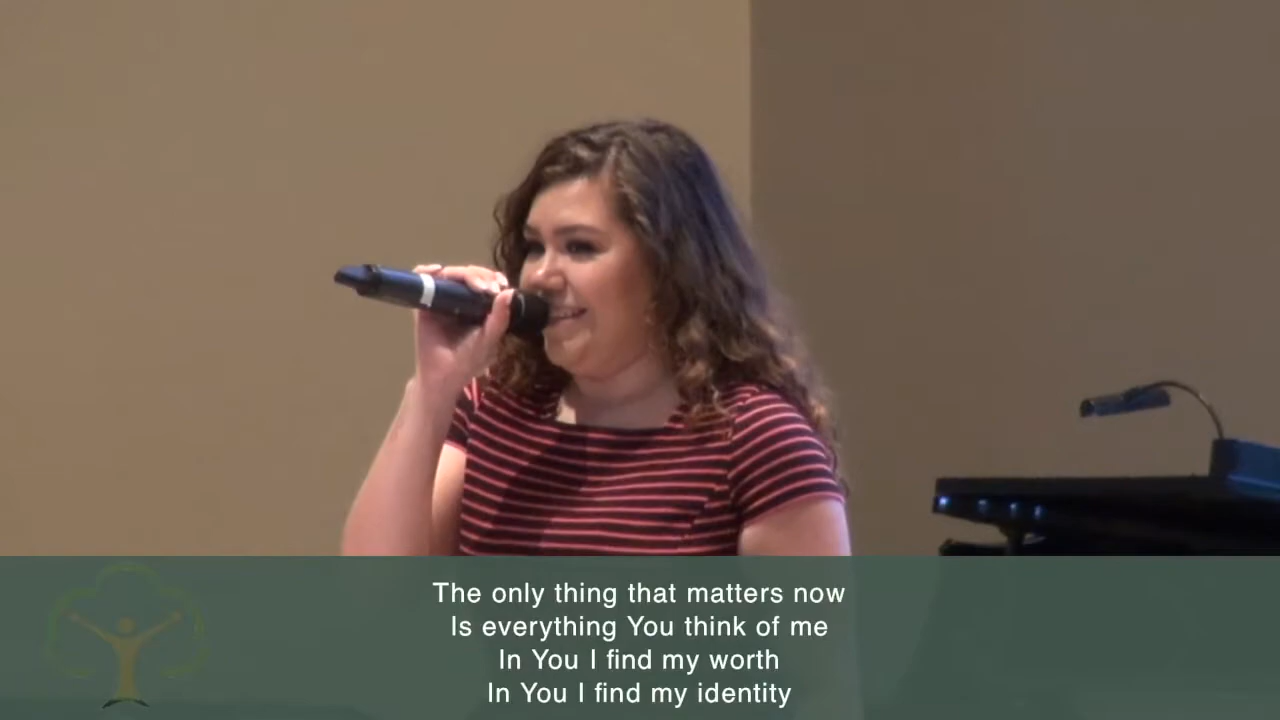 The only thing that matters now
Is everything You think of me
In You I find my worth
In You I find my identity